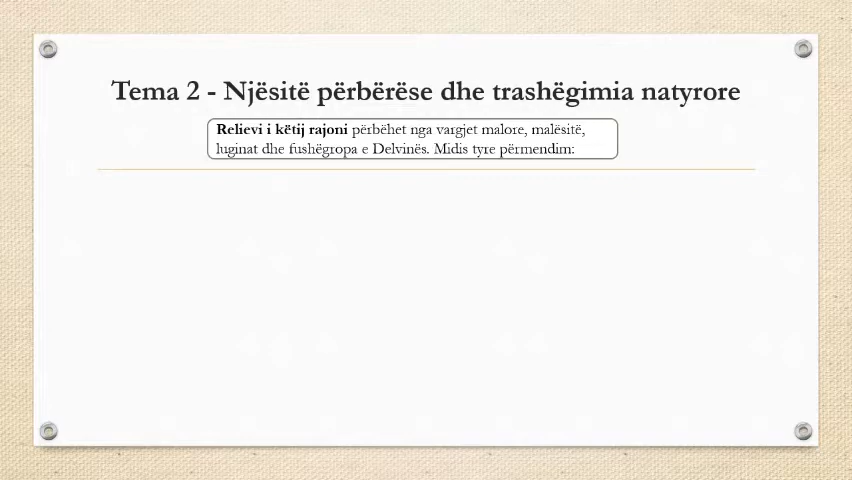 Tema 2 - Njësitë përbërëse dhe trashëgimia natyrore
Relievi i këtij rajoni përbëhet nga vargjet malore, malësitë,
luginat dhe fushëgropa e Delvinës. Midis tyre përmendim: